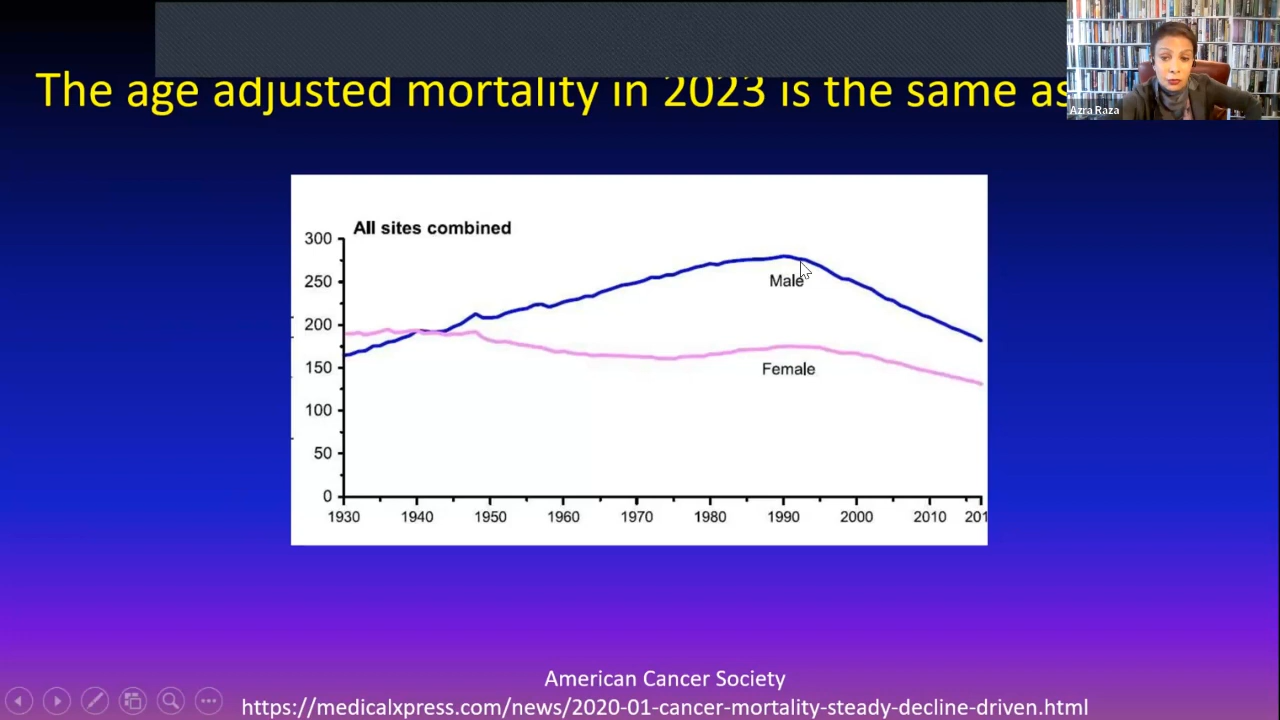 The age adjusted mortality in 2023 is the same as
Azra Raza
All sites combined
300
250
200
150
100
50
0
Male
Female
1930 1940 1950 1960 1970 1980 1990 2000 2010 201
American Cancer Society
https://medicalxpress.com/news/2020-01-cancer-mortality-steady-decline-driven.html